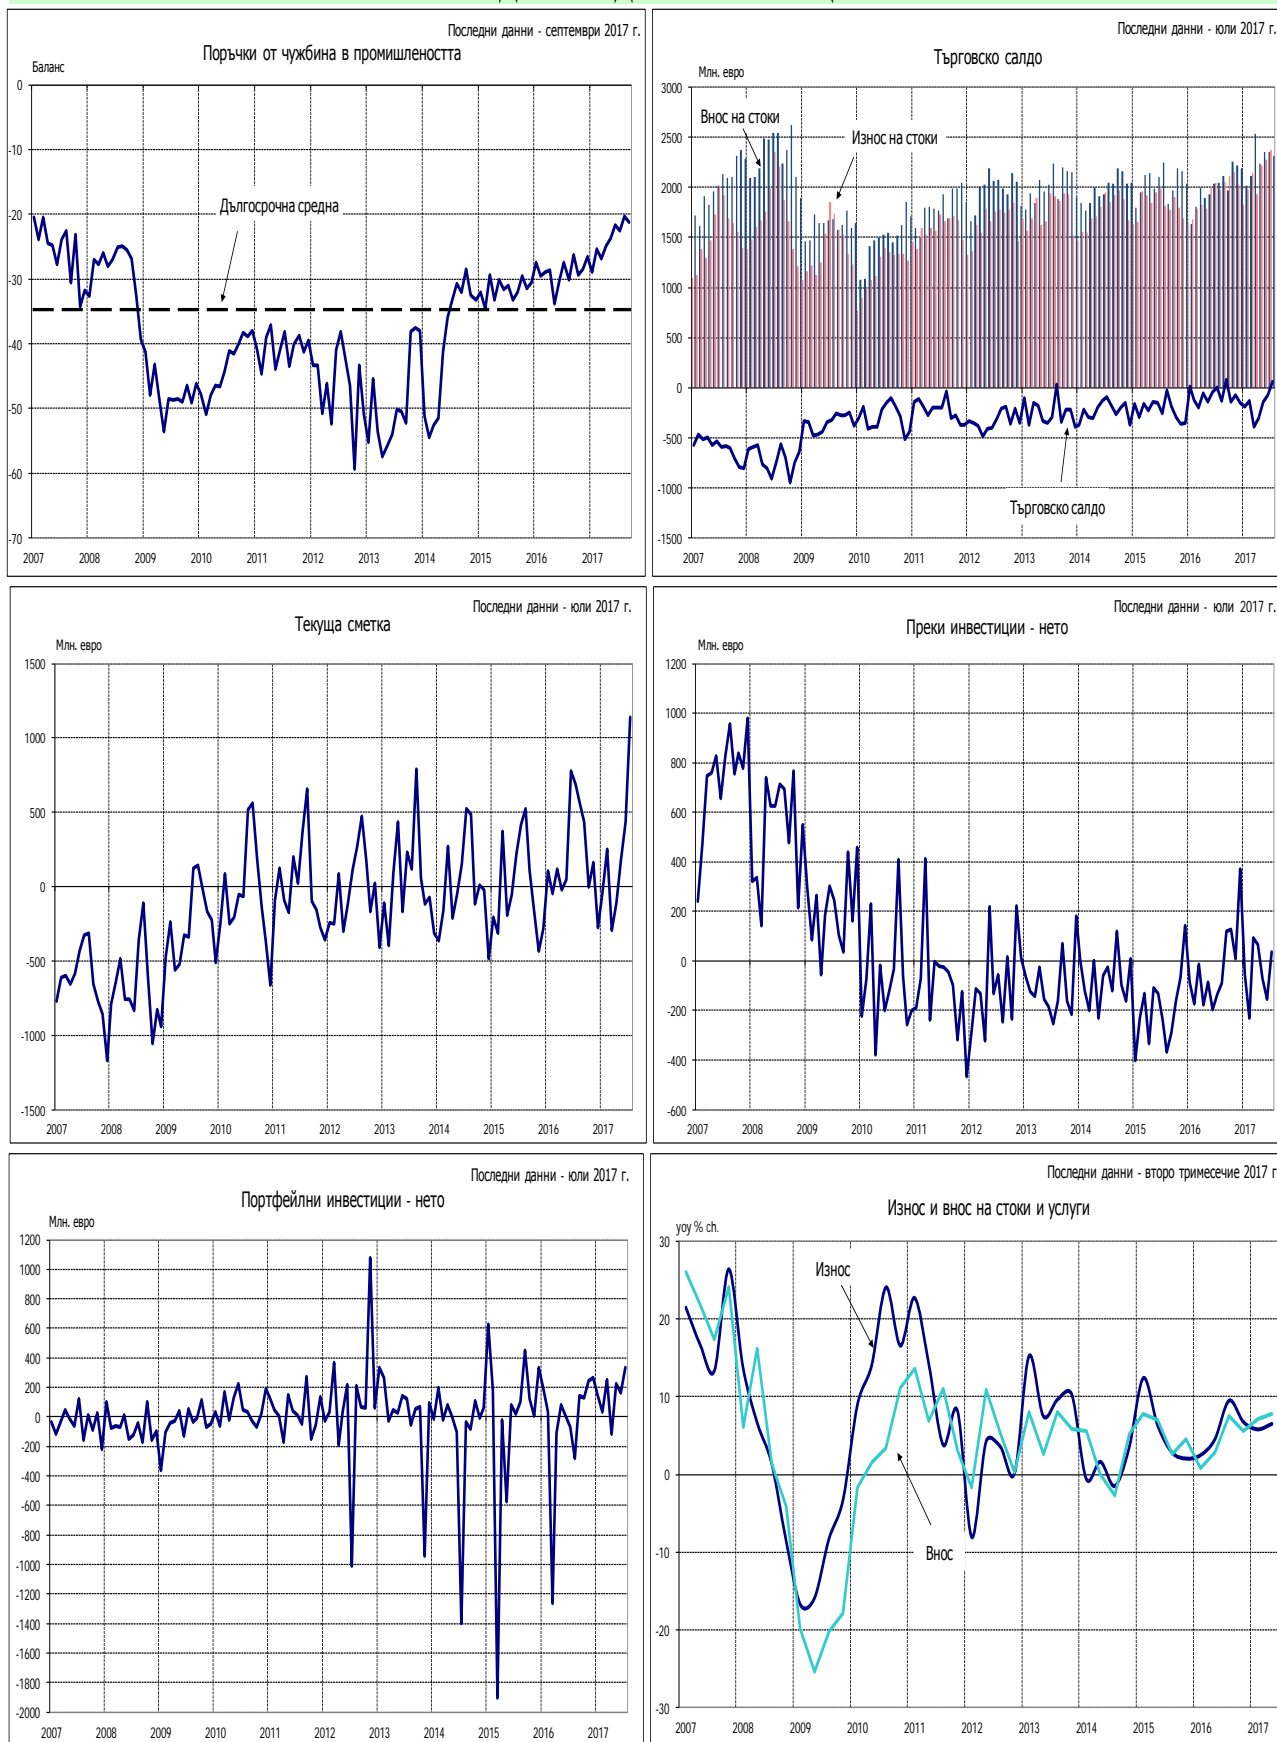 Последни данни - септември 2017 г.
Поръчки от чужбина в промишлеността
Баланс
0
-10
-20
-30
-40
-50
-60
-70
Дългосрочна средна
2007 2008 2009 2010 2011 2012 2013 2014 2015 2016 2017
Последни данни - юли 2017 г.
Търговско салдо
Млн. евро
3000
2500
2000
1500
1000
500
0
-500
-1000
-1500
Внос на стоки
Износ на стоки
Търговско салдо
2007 2008 2009 2010 2011 2012 2013 2014 2015 2016 2017
Последни данни - юли 2017 г.
Текуща сметка
Млн. евро
1500
1000
500
0
-500
-1000
-1500
2007 2008 2009 2010 2011 2012 2013 2014 2015 2016 2017
Последни данни - юли 2017 г.
Преки инвестиции - нето
Млн. евро
1200
1000
800
600
400
200
0
-200
-400
-600
2007 2008 2009 2010 2011 2012 2013 2014 2015 2016 2017
Последни данни - юли 2017 г.
Портфейлни инвестиции - нето
Млн. евро
1200
1000
800
600
400
200
0
-200
-400
-600
-800
-1000
-1200
-1400
-1600
-1800
-2000
2007 2008 2009 2010 2011 2012 2013 2014 2015 2016 2017
Последни данни - второ тримесечие 2017 г
Износ и внос на стоки и услуги
yoy % ch.
30
20
10
0
-10
-20
-30
Износ
Внос
2007 2008 2009 2010 2011 2012 2013 2014 2015 2016 2017